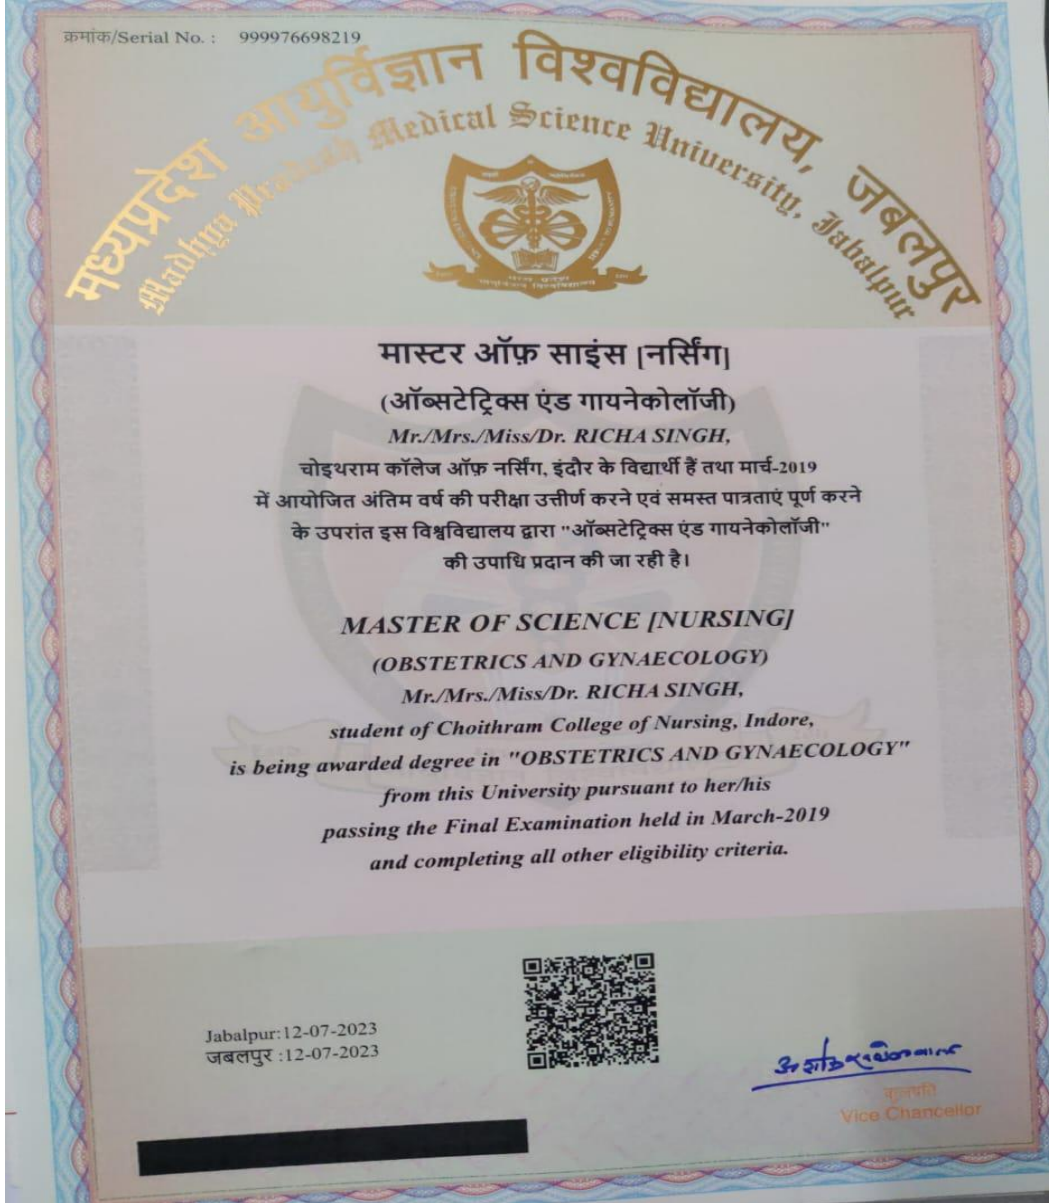 क्रमांक/Serial No. : 999976698219
मध्यप्रदेश आयुर्विज्ञान विश्वविद्यालय, जबलपुर
Madhya Pradesh Medical Science University, Jabalpur
मास्टर ऑफ़ साइंस [नर्सिंग]
(ऑब्सटेट्रिक्स एंड गायनेकोलॉजी)
Mr./Mrs./Miss/Dr. RICHA SINGH,
चोइथराम कॉलेज ऑफ़ नर्सिंग, इंदौर के विद्यार्थी हैं तथा मार्च-2019
में आयोजित अंतिम वर्ष की परीक्षा उत्तीर्ण करने एवं समस्त पात्रताएं पूर्ण करने
के उपरांत इस विश्वविद्यालय द्वारा "ऑब्सटेट्रिक्स एंड गायनेकोलॉजी"
की उपाधि प्रदान की जा रही है।
MASTER OF SCIENCE [NURSING]
(OBSTETRICS AND GYNAECOLOGY)
Mr./Mrs./Miss/Dr. RICHA SINGH,
student of Choithram College of Nursing, Indore,
is being awarded degree in "OBSTETRICS AND GYNAECOLOGY"
from this University pursuant to her/his
passing the Final Examination held in March-2019
and completing all other eligibility criteria.
Jabalpur:12-07-2023
जबलपुर :12-07-2023
कुलपति
Vice Chancellor